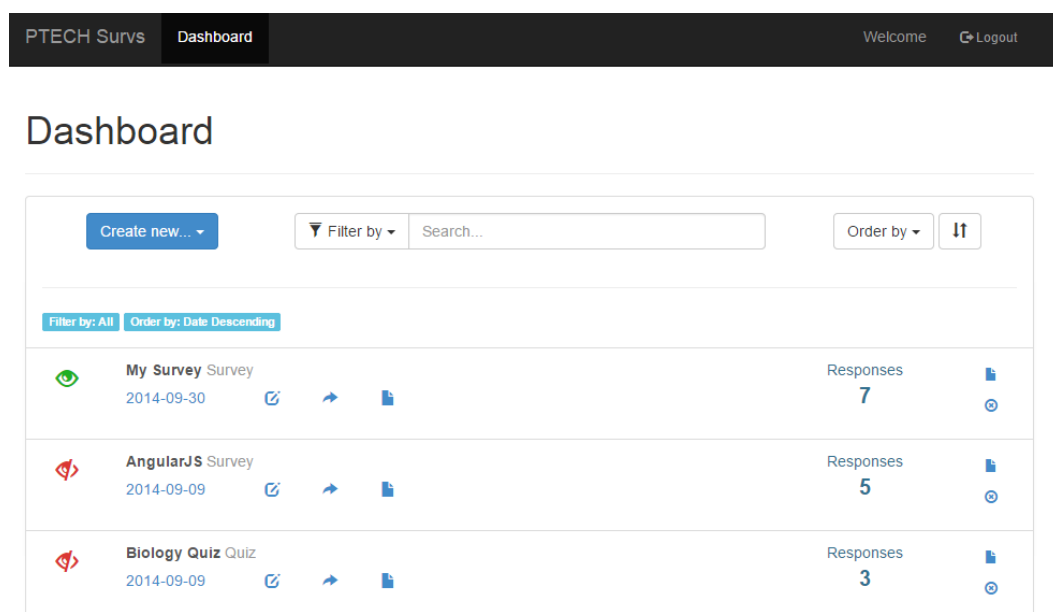 PTECH Survs Dashboard Welcome Logout
Dashboard
Create new... Filter by Search... Order by
Filter by: All Order by: Date Descending
My Survey Survey Responses
2014-09-30 7
AngularJS Survey Responses
2014-09-09 5
Biology Quiz Quiz Responses
2014-09-09 3